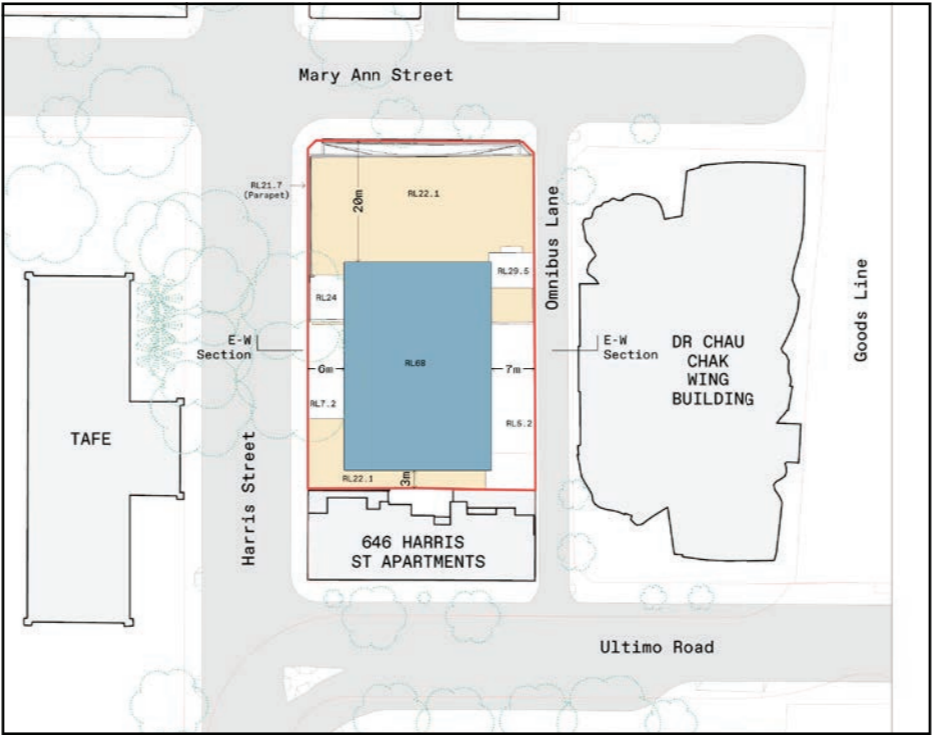 Mary Ann Street
RL21.7
(Parapet)
20m
RL22.1
Omnibus Lane
RL29.5
RL24
E-W
Section
E-W
Section
RL68
6m
7m
DR CHAU
CHAK
WING
BUILDING
Goods Line
RL7.2
RL5.2
TAFE
Harris Street
RL22.1
3m
646 HARRIS
ST APARTMENTS
Ultimo Road